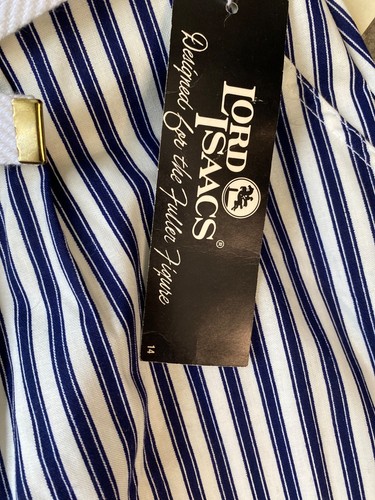 LORD
ISAACS®
Designed for the Fuller Figure
14